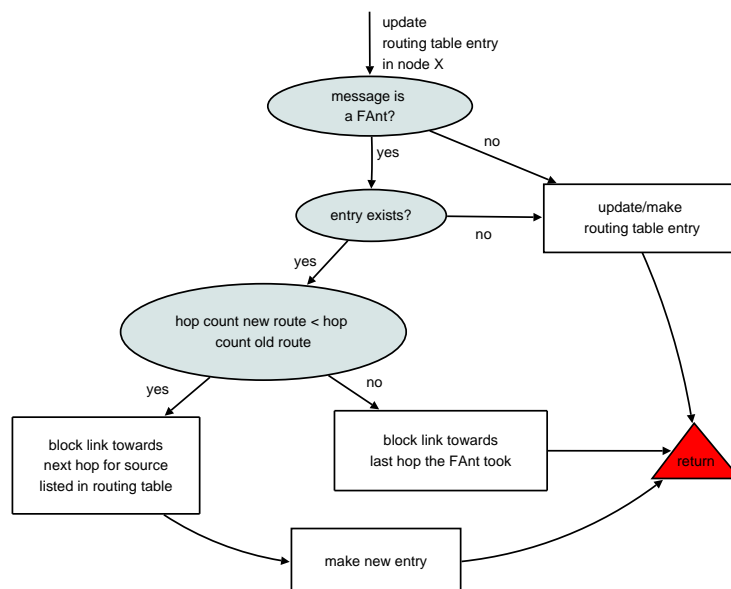 update
routing table entry
in node X
message is
a FAnt?
no
yes
entry exists?
no
update/make
routing table entry
yes
hop count new route < hop
count old route
yes
no
block link towards
next hop for source
listed in routing table
block link towards
last hop the FAnt took
return
make new entry